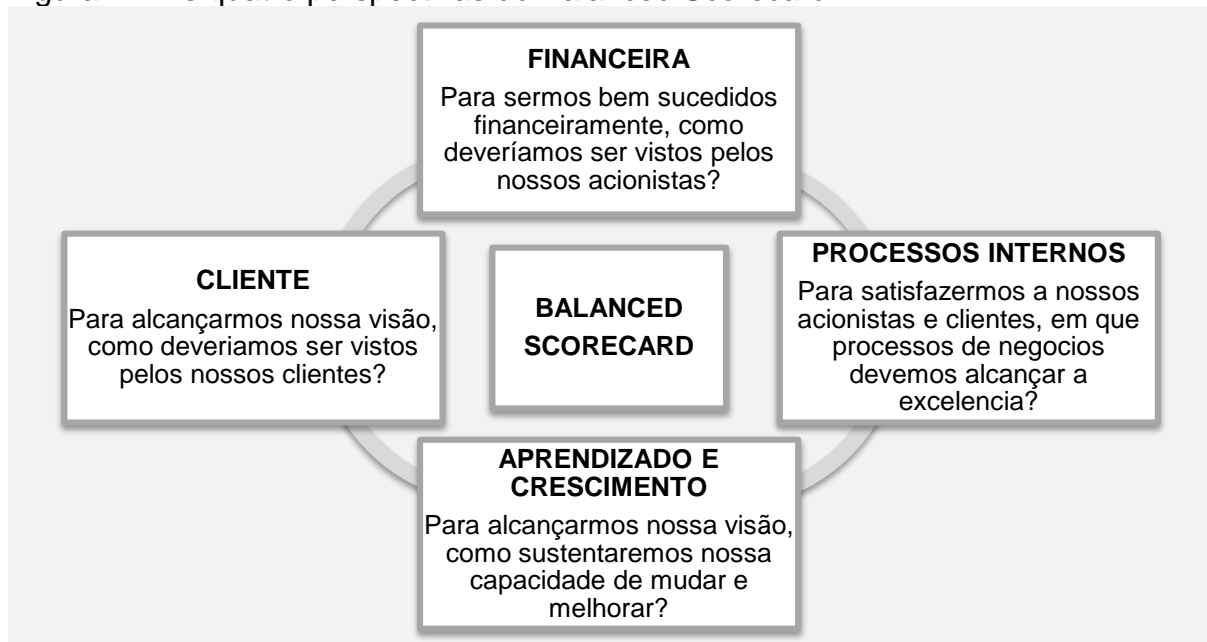 FINANCEIRA
Para sermos bem sucedidos
financeiramente, como
deveríamos ser vistos pelos
nossos acionistas?
CLIENTE
Para alcançarmos nossa visão,
como deveriamos ser vistos
pelos nossos clientes?
BALANCED
SCORECARD
PROCESSOS INTERNOS
Para satisfazermos a nossos
acionistas e clientes, em que
processos de negocios
devemos alcançar a
excelencia?
APRENDIZADO E
CRESCIMENTO
Para alcançarmos nossa visão,
como sustentaremos nossa
capacidade de mudar e
melhorar?